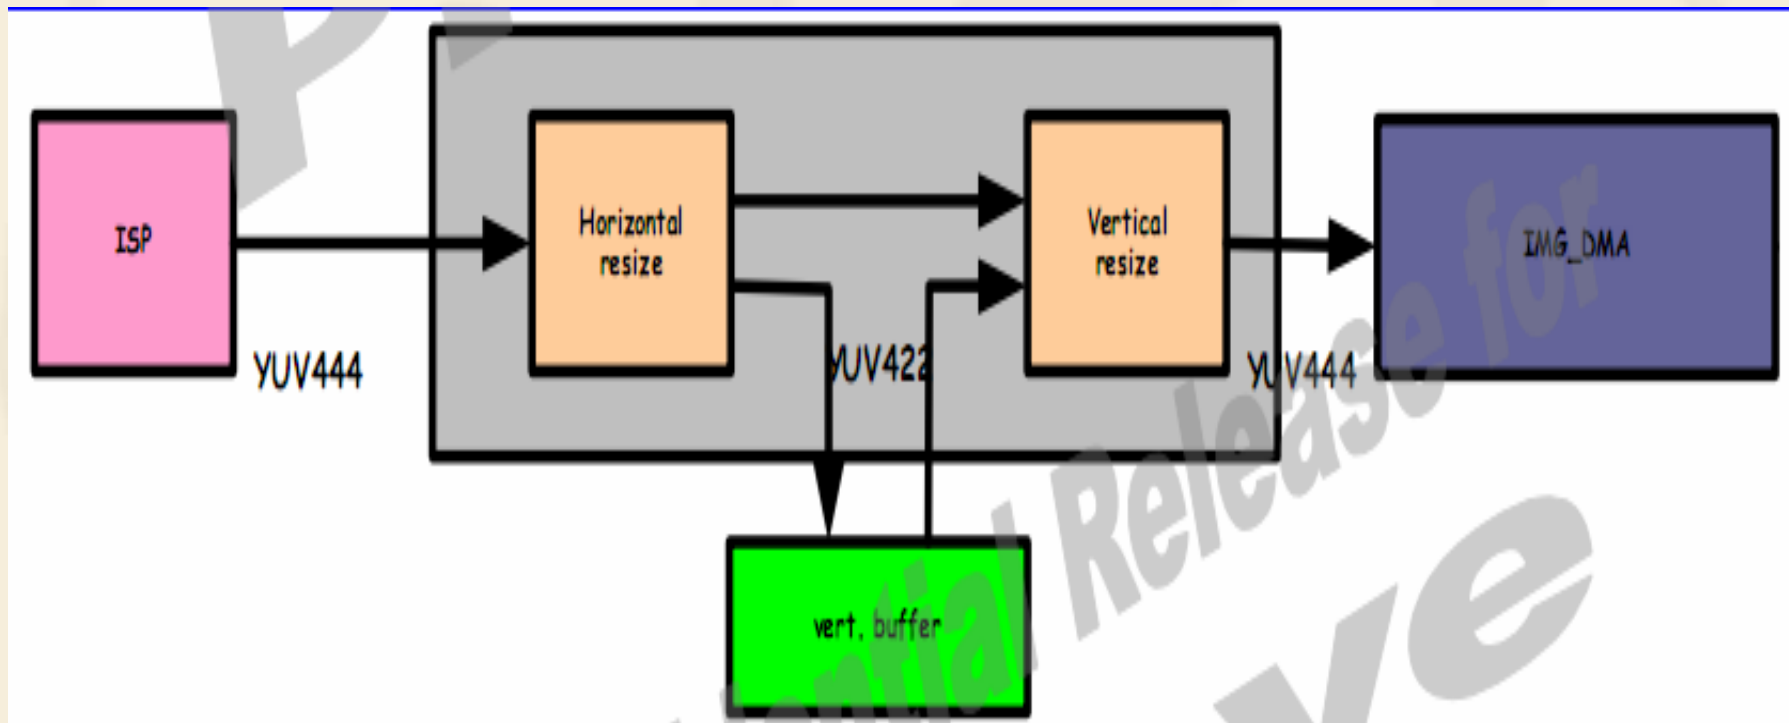 ISP
Horizontal
resize
Vertical
resize
IMG_DMA
YUV444
YUV422
YUV444
vert. buffer
Release for